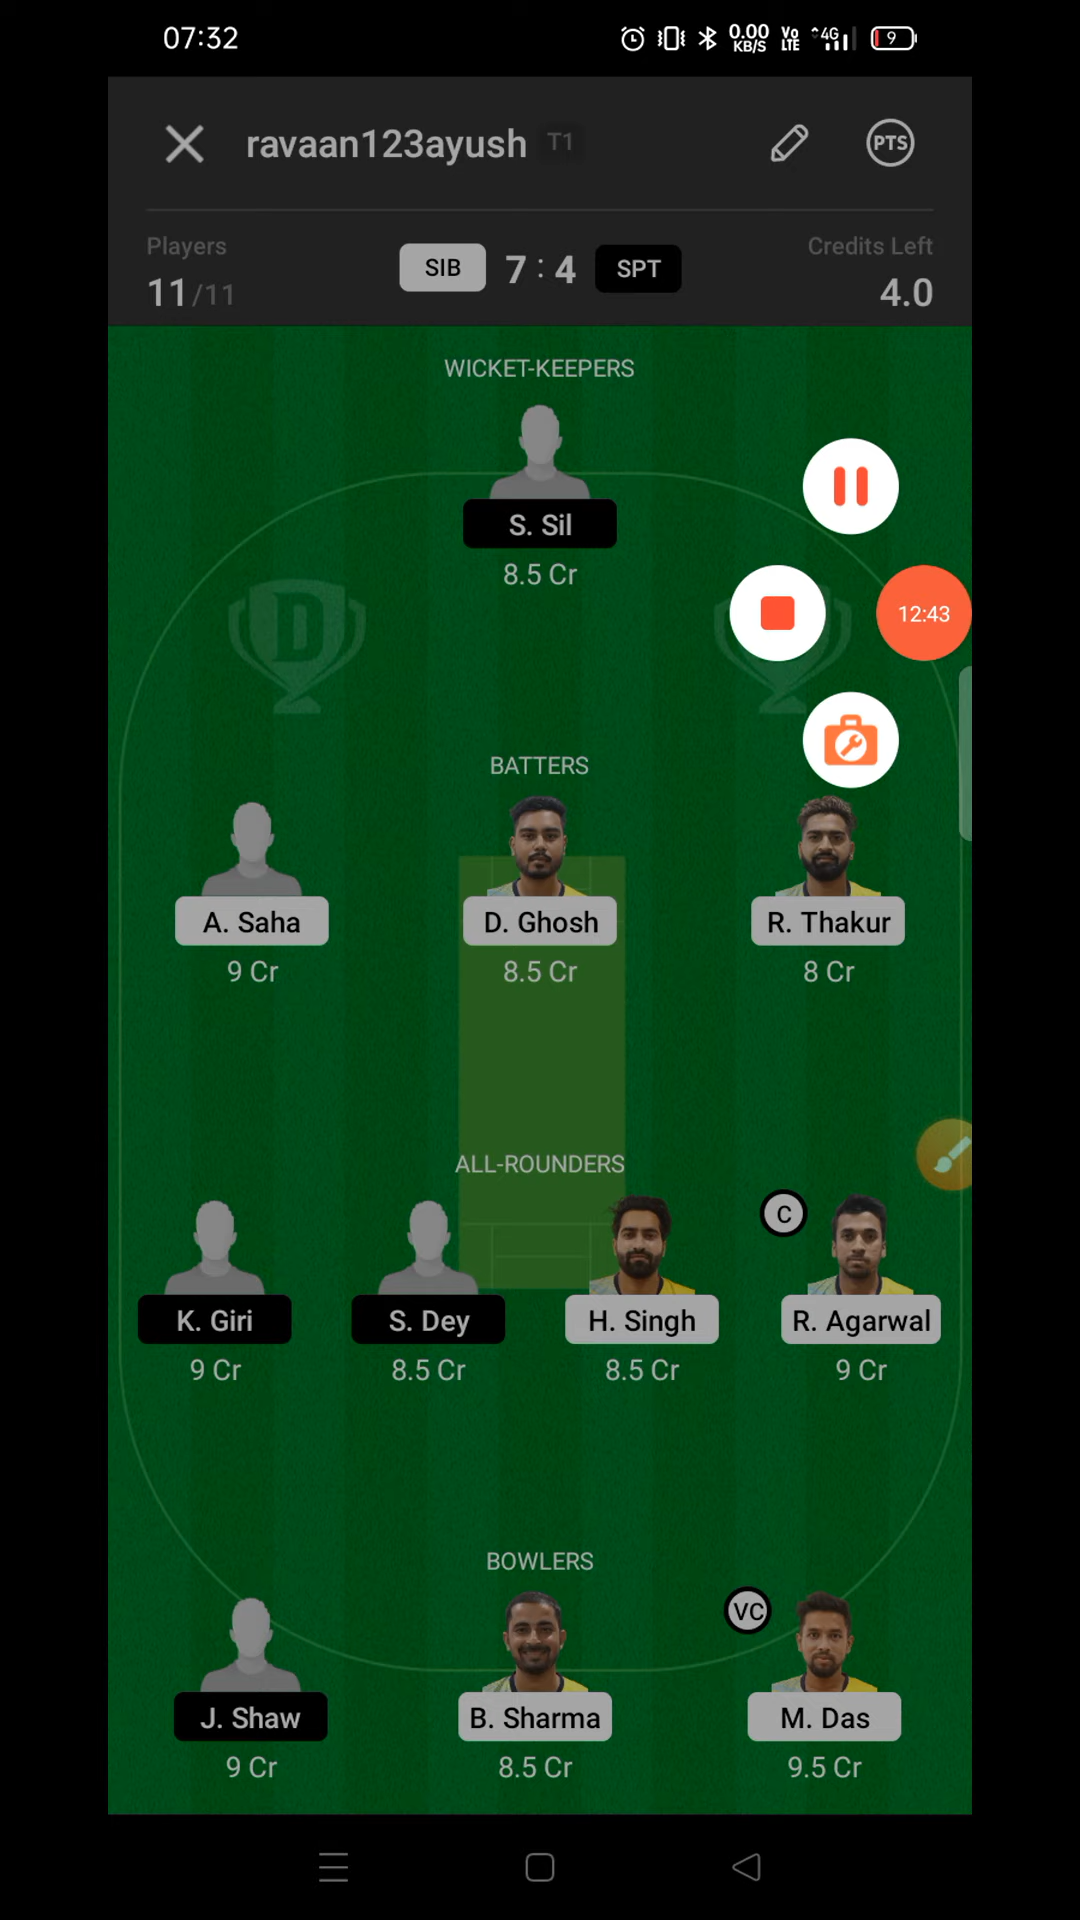 07:32
0.00 KB/S Vo LTE 4G 9
ravaan123ayush T1 PTS
Players
Credits Left
11/11
SIB 7 : 4 SPT
4.0
WICKET-KEEPERS
S. Sil
8.5 Cr
12:43
D
BATTERS
A. Saha D. Ghosh R. Thakur
9 Cr 8.5 Cr 8 Cr
ALL-ROUNDERS
C
K. Giri S. Dey H. Singh R. Agarwal
9 Cr 8.5 Cr 8.5 Cr 9 Cr
BOWLERS
VC
J. Shaw B. Sharma M. Das
9 Cr 8.5 Cr 9.5 Cr